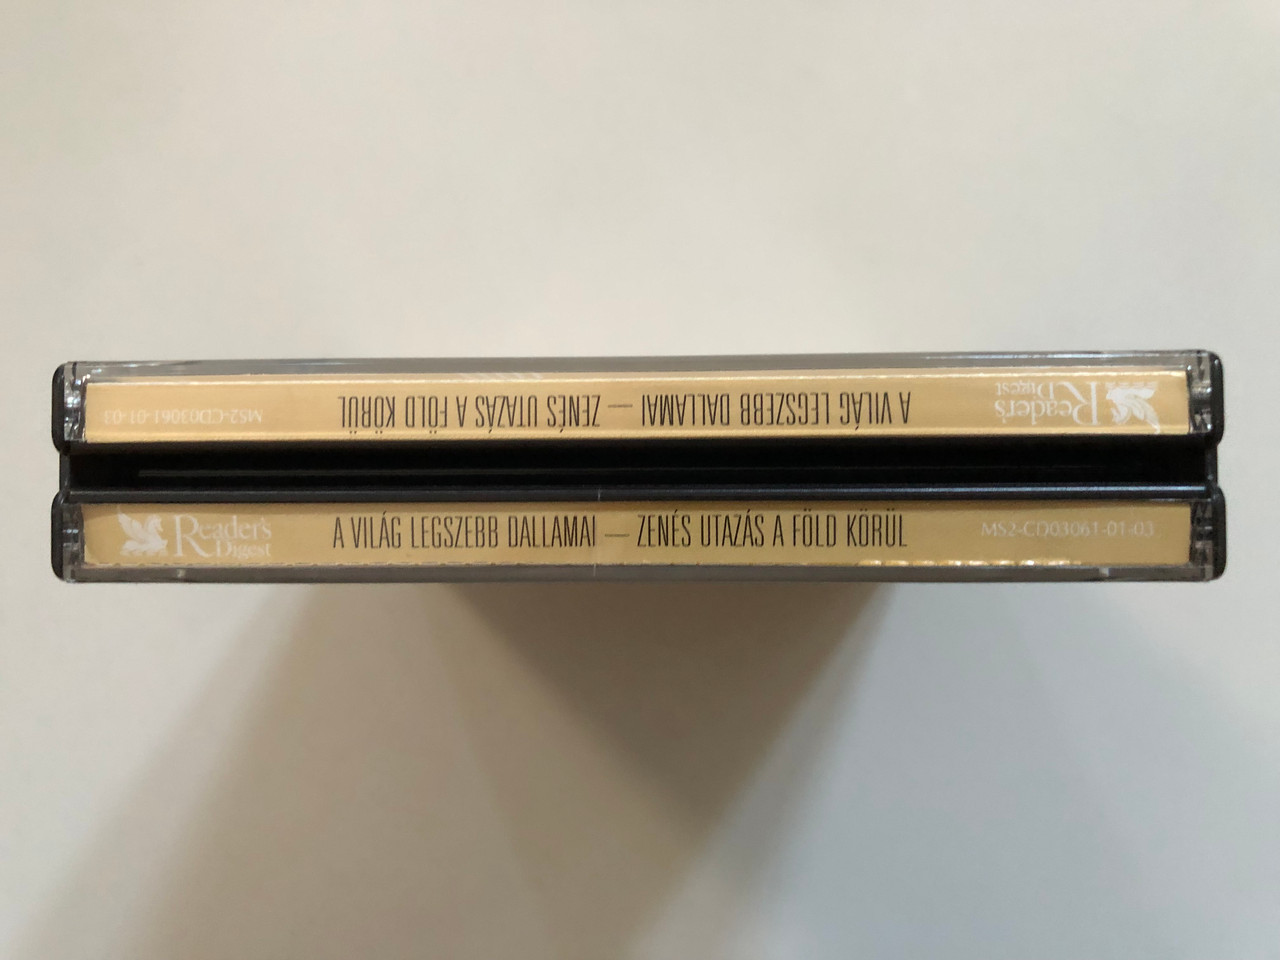 Reader's Digest A VILÁG LEGSZEBB DALLAMAI — ZENÉS UTAZÁS A FÖLD KÖRÜL MS2-CD03061-01-03
Reader's Digest A VILÁG LEGSZEBB DALLAMAI — ZENÉS UTAZÁS A FÖLD KÖRÜL MS2-CD03061-01-03